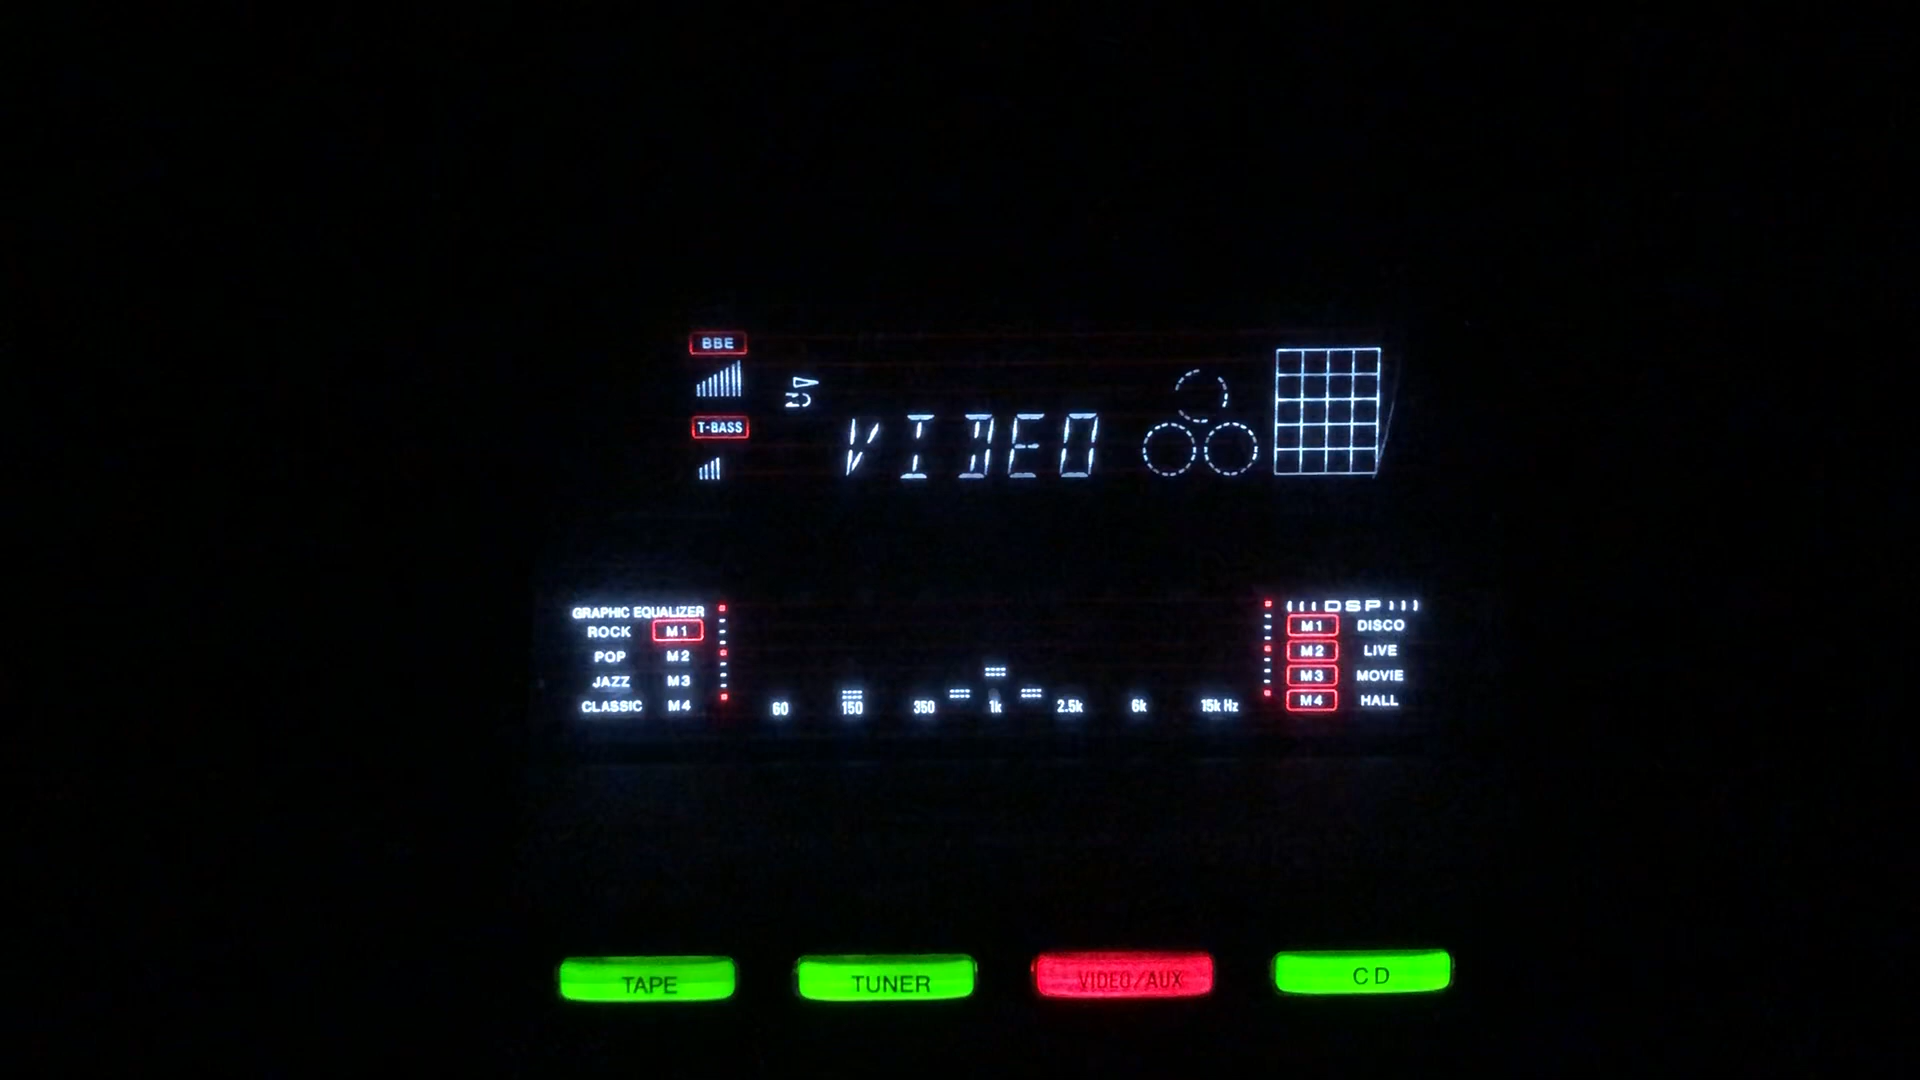 BBE
T-BASS
VIDEO
GRAPHIC EQUALIZER
ROCK M1
POP M2
JAZZ M3
CLASSIC M4
60 150 350 1k 2.5k 6k 15k Hz
DSP
M1 DISCO
M2 LIVE
M3 MOVIE
M4 HALL
TAPE TUNER VIDEO/AUX CD